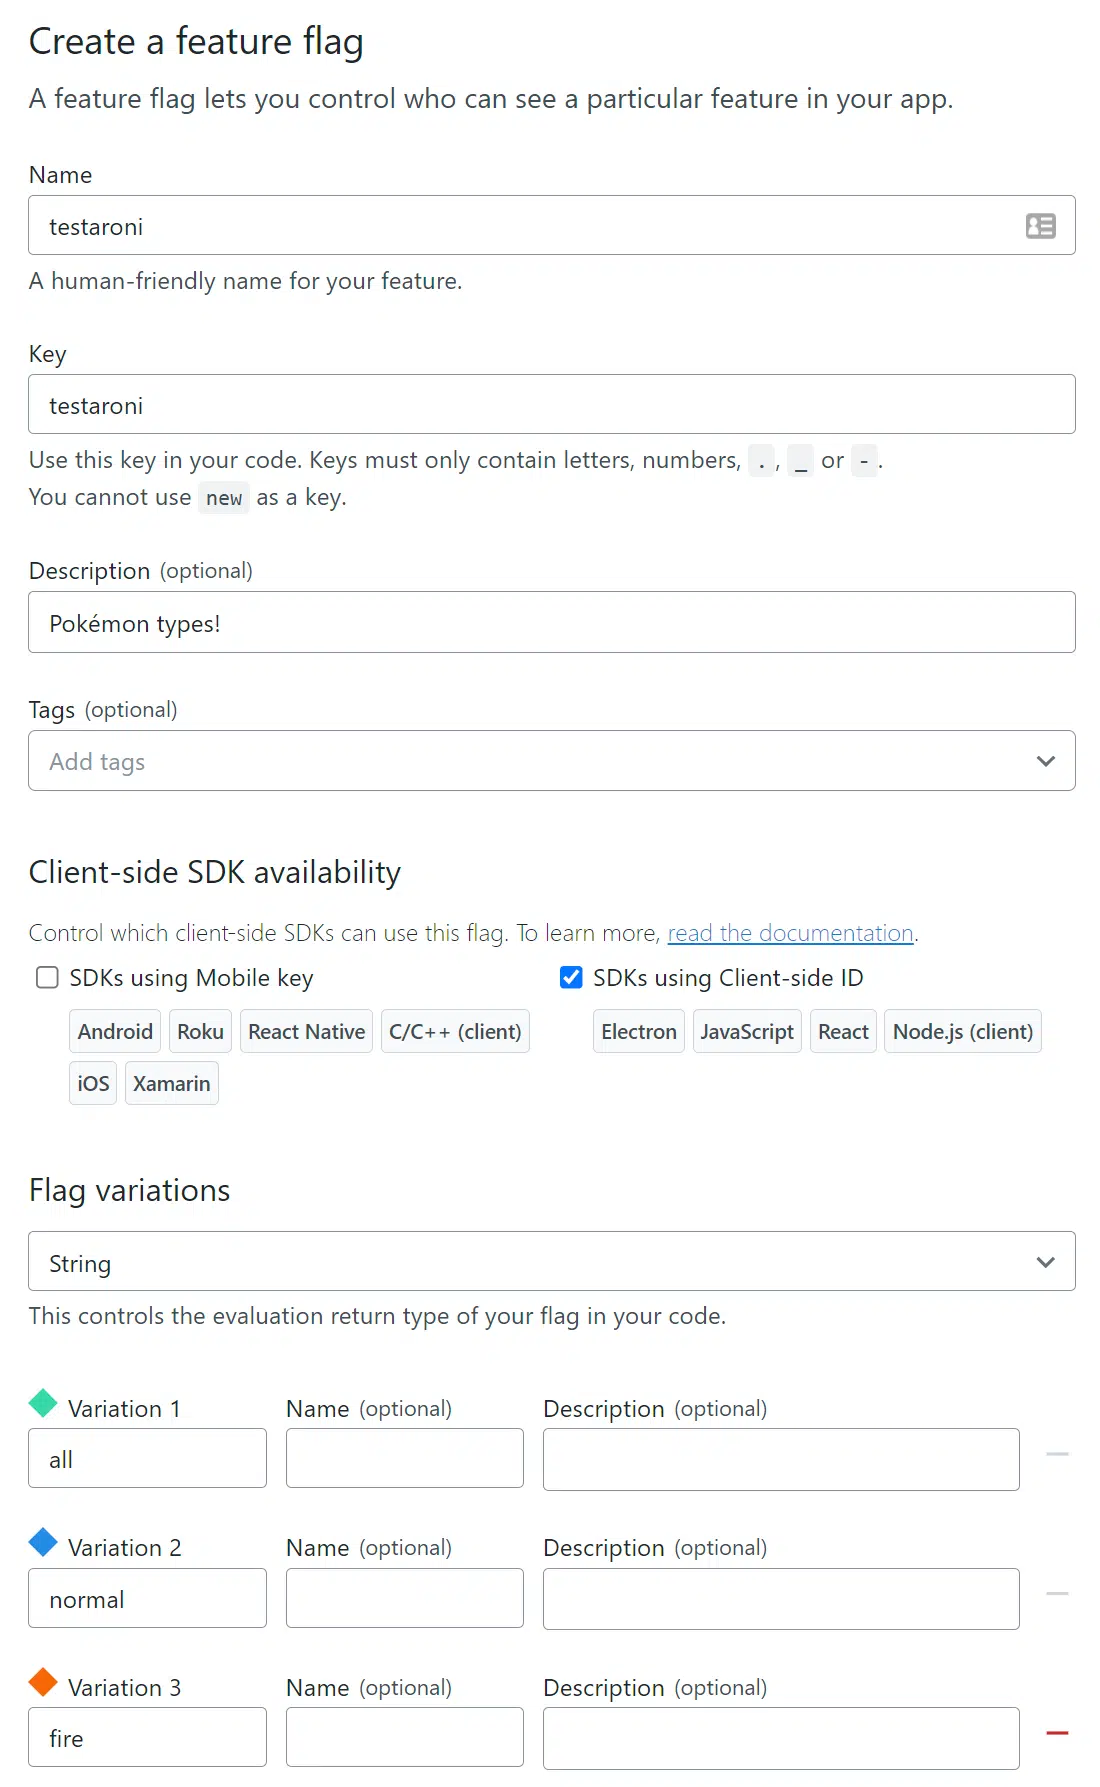 Create a feature flag
A feature flag lets you control who can see a particular feature in your app.
Name
testaroni
A human-friendly name for your feature.
Key
testaroni
Use this key in your code. Keys must only contain letters, numbers, ., _ or -.
You cannot use new as a key.
Description (optional)
Pokémon types!
Tags (optional)
Add tags
Client-side SDK availability
Control which client-side SDKs can use this flag. To learn more, read the documentation.
SDKs using Mobile key
Android Roku React Native C/C++ (client)
iOS Xamarin
SDKs using Client-side ID
Electron JavaScript React Node.js (client)
Flag variations
String
This controls the evaluation return type of your flag in your code.
Variation 1 Name (optional) Description (optional)
all
Variation 2 Name (optional) Description (optional)
normal
Variation 3 Name (optional) Description (optional)
fire